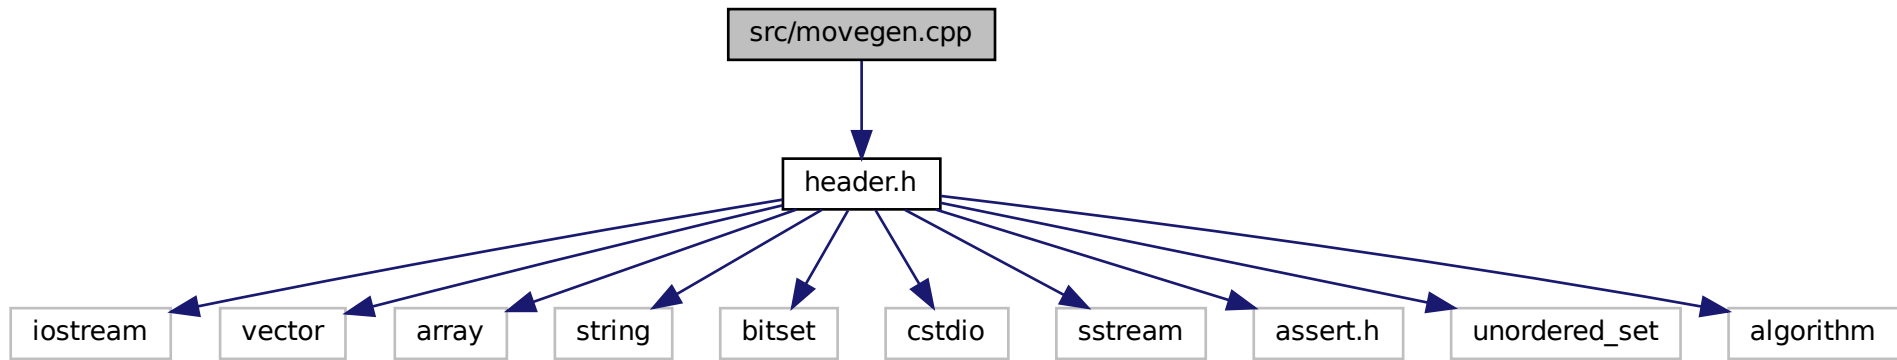 src/movegen.cpp
header.h
iostream
vector
array
string
bitset
cstdio
sstream
assert.h
unordered_set
algorithm